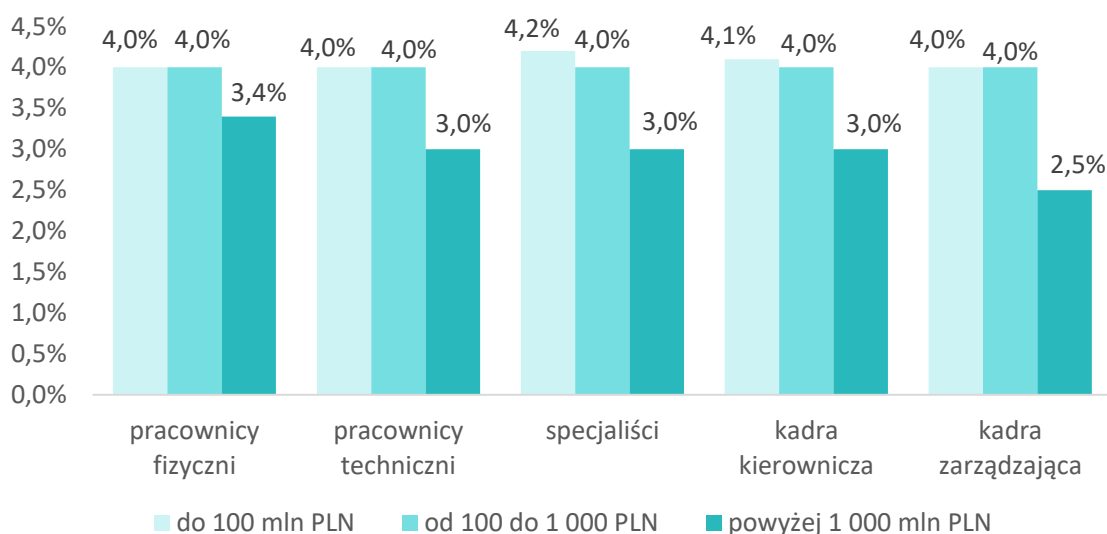 4,5%
4,0%
3,5%
3,0%
2,5%
2,0%
1,5%
1,0%
0,5%
0,0%
4,0% 4,0% 3,4%
4,0% 4,0% 3,0%
4,2% 4,0% 3,0%
4,1% 4,0% 3,0%
4,0% 4,0% 2,5%
pracownicy
fizyczni
pracownicy
techniczni
specjaliści
kadra
kierownicza
kadra
zarządzająca
do 100 mln PLN od 100 do 1 000 PLN powyżej 1 000 mln PLN